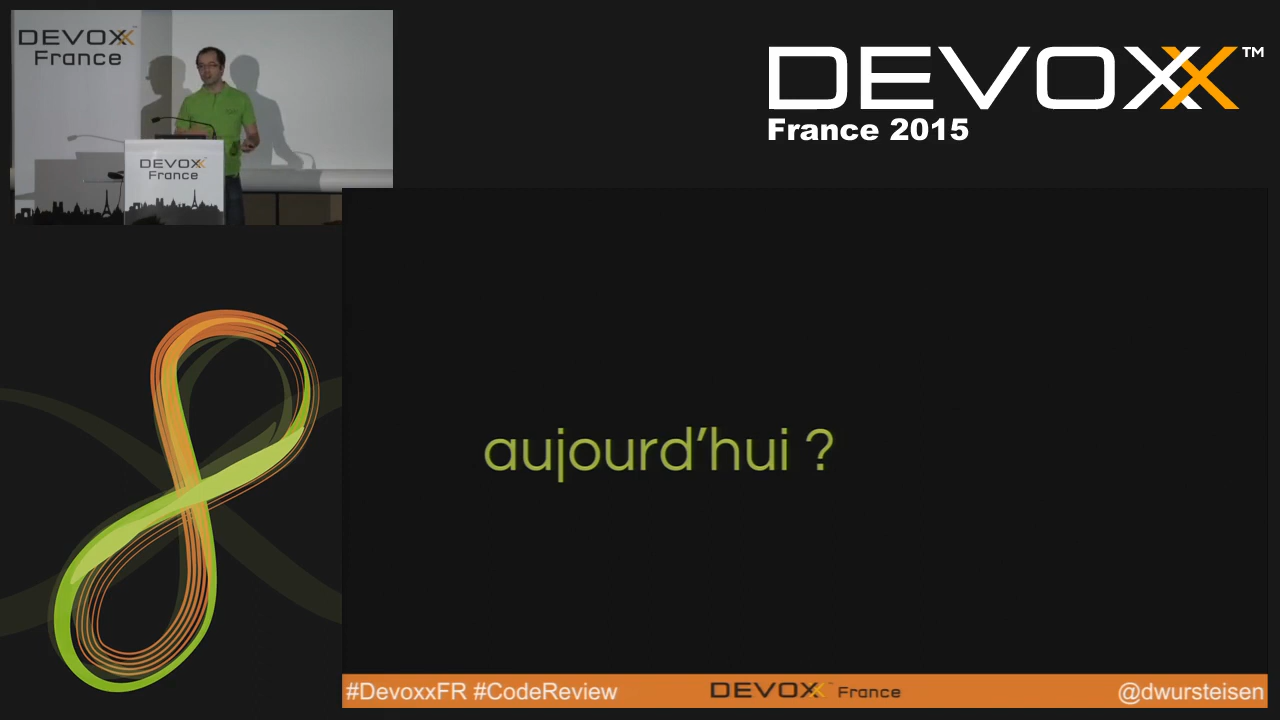 DEVOXX
France
DEVOXX
France
DEVOXX™
France 2015
aujourd'hui ?
#DevoxxFR #CodeReview
DEVOXX France
@dwursteisen